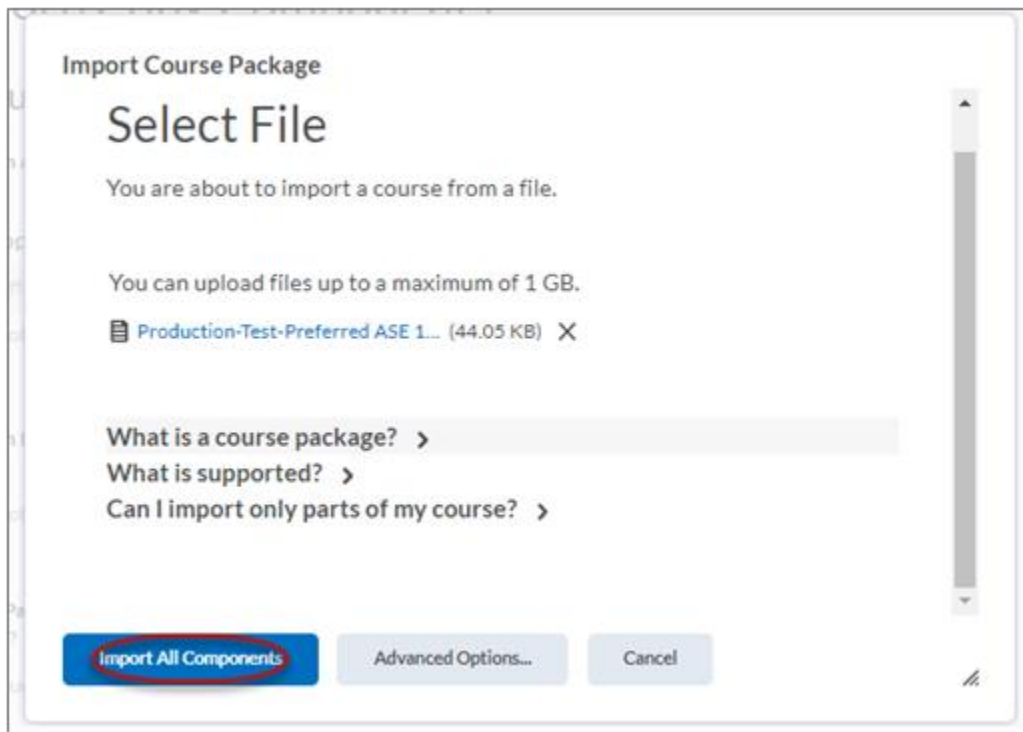 Import Course Package
Select File
You are about to import a course from a file.
You can upload files up to a maximum of 1 GB.
Production-Test-Preferred ASE 1... (44.05 KB)
What is a course package?
What is supported?
Can I import only parts of my course?
Import All Components Advanced Options... Cancel